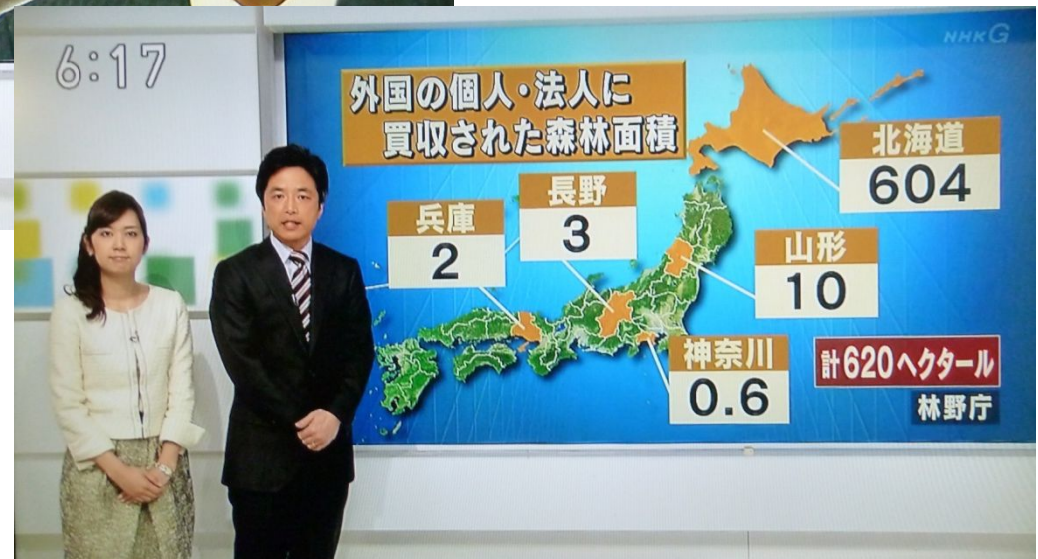 6:17
NHK G
外国の個人・法人に
買収された森林面積
北海道
604
長野
3
兵庫
2
山形
10
神奈川
0.6
計620ヘクタール
林野庁